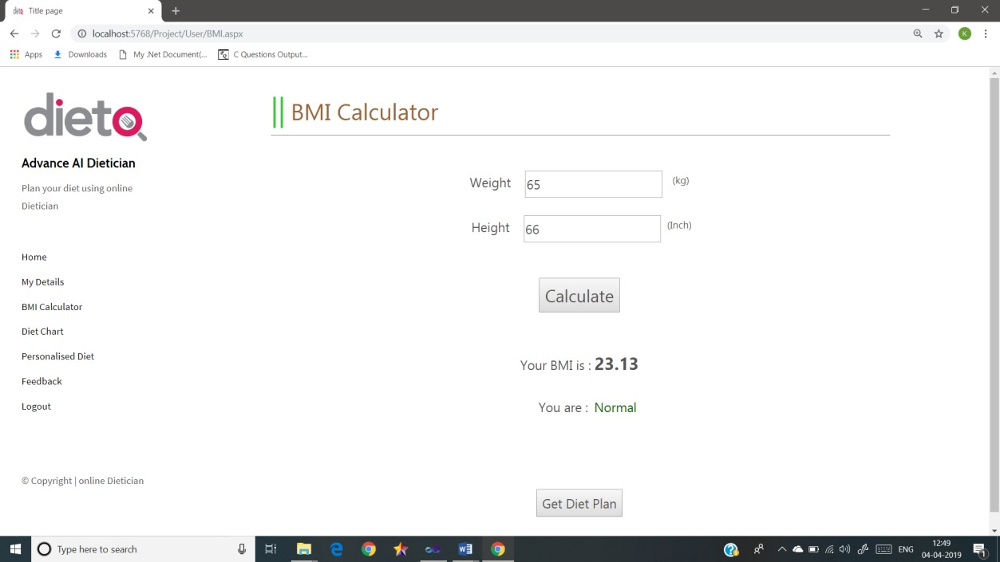 Title page
localhost:5768/Project/User/BMI.aspx
K
Apps
Downloads
My .Net Document(...
C Questions Output...
dieto
Advance AI Dietician
Plan your diet using online
Dietician
Home
My Details
BMI Calculator
Diet Chart
Personalised Diet
Feedback
Logout
© Copyright | online Dietician
BMI Calculator
Weight 65 (kg)
Height 66 (Inch)
Calculate
Your BMI is : 23.13
You are : Normal
Get Diet Plan
Type here to search
ENG
12:49
04-04-2019
1